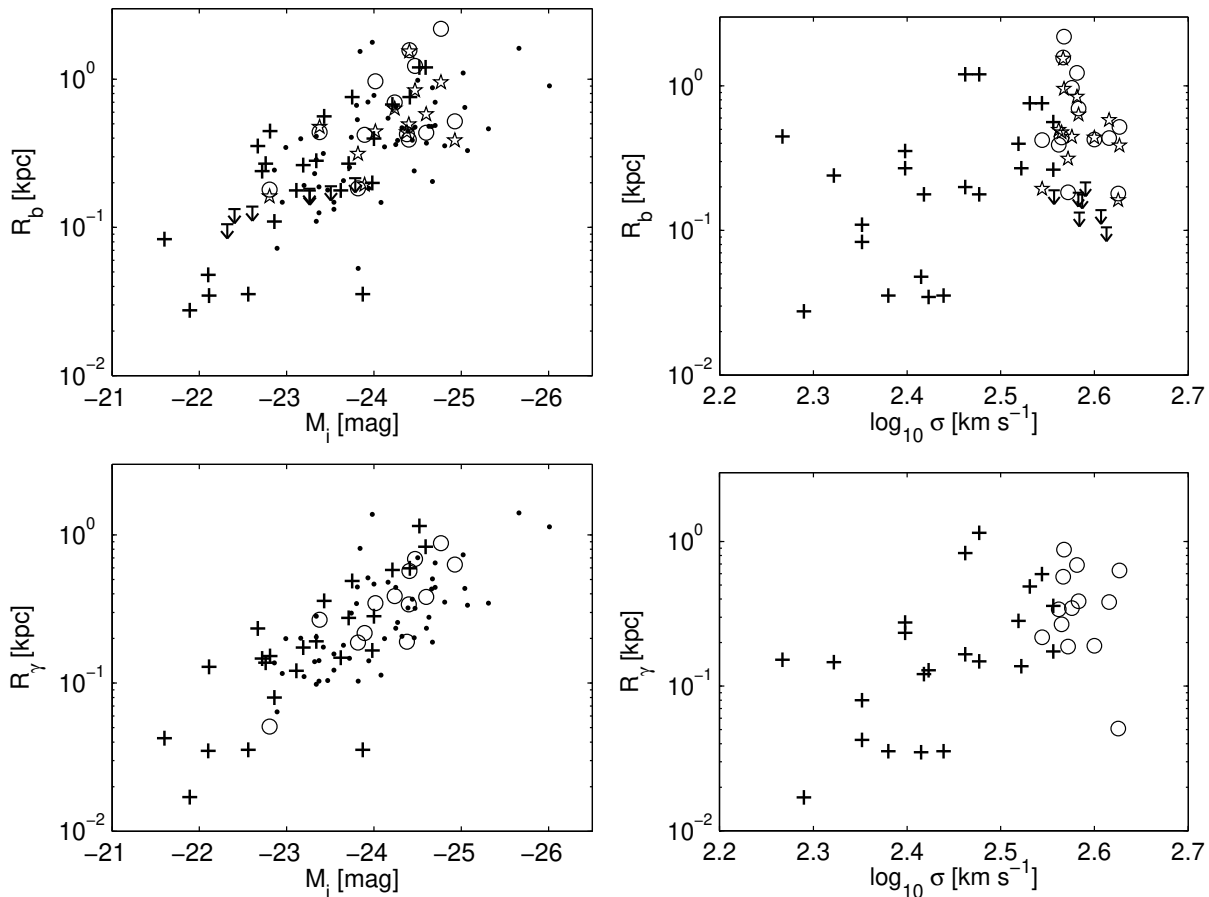 R_b [kpc]
10^0
10^−1
10^−2
−21 −22 −23 −24 −25 −26
M_i [mag]
R_b [kpc]
10^0
10^−1
10^−2
2.2 2.3 2.4 2.5 2.6 2.7
log_10 σ [km s^−1]
R_γ [kpc]
10^0
10^−1
10^−2
−21 −22 −23 −24 −25 −26
M_i [mag]
R_γ [kpc]
10^0
10^−1
10^−2
2.2 2.3 2.4 2.5 2.6 2.7
log_10 σ [km s^−1]